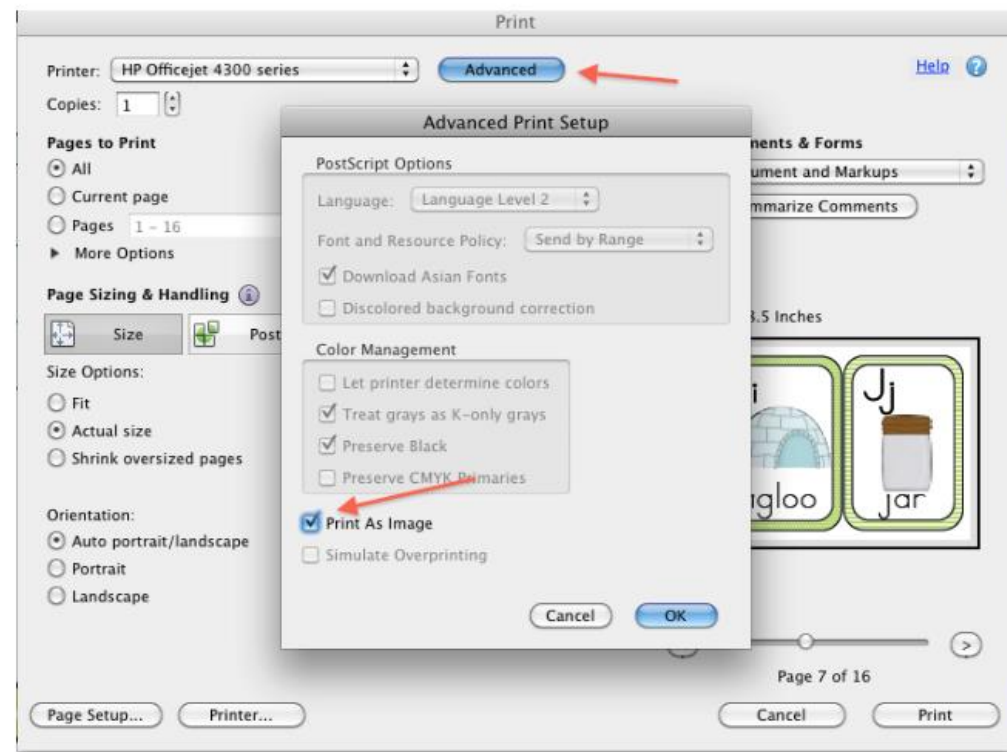 Print
Printer: HP Officejet 4300 series Advanced Help ?
Copies: 1
Pages to Print
All
Current page
Pages 1 - 16
More Options
Page Sizing & Handling i
Size Post
Size Options:
Fit
Actual size
Shrink oversized pages
Orientation:
Auto portrait/landscape
Portrait
Landscape
Page Setup...
Printer...
Advanced Print Setup
PostScript Options
Language: Language Level 2
Font and Resource Policy: Send by Range
Download Asian Fonts
Discolored background correction
Color Management
Let printer determine colors
Treat grays as K-only grays
Preserve Black
Preserve CMYK Primaries
Print As Image
Simulate Overprinting
Cancel OK
nents & Forms
ument and Markups
mmarize Comments
8.5 Inches
i Jj
igloo jar
>
Page 7 of 16
Cancel Print